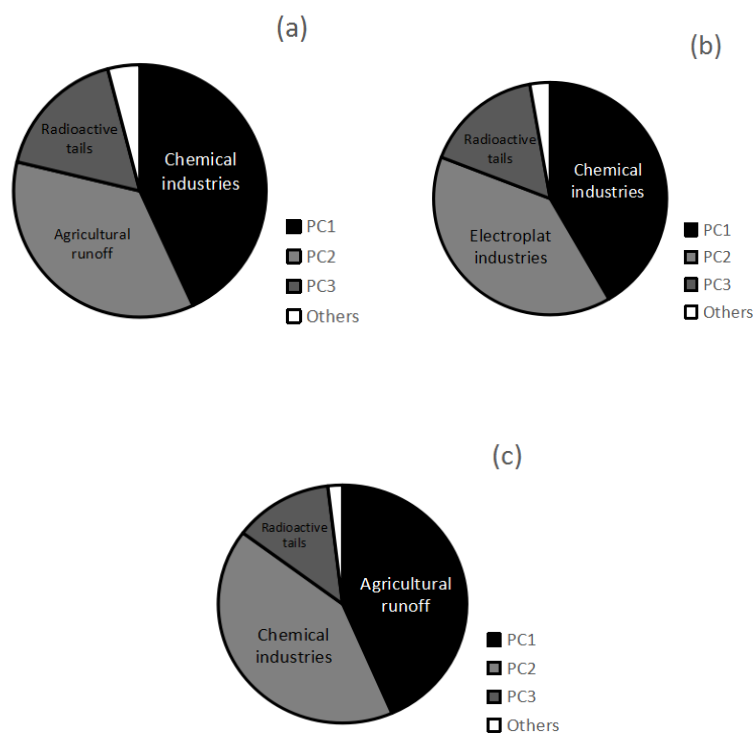 (a)
Radioactive
tails
Chemical
industries
Agricultural
runoff
PC1
PC2
PC3
Others
(b)
Radioactive
tails
Chemical
industries
Electroplat
industries
PC1
PC2
PC3
Others
(c)
Radioactive
tails
Agricultural
runoff
Chemical
industries
PC1
PC2
PC3
Others